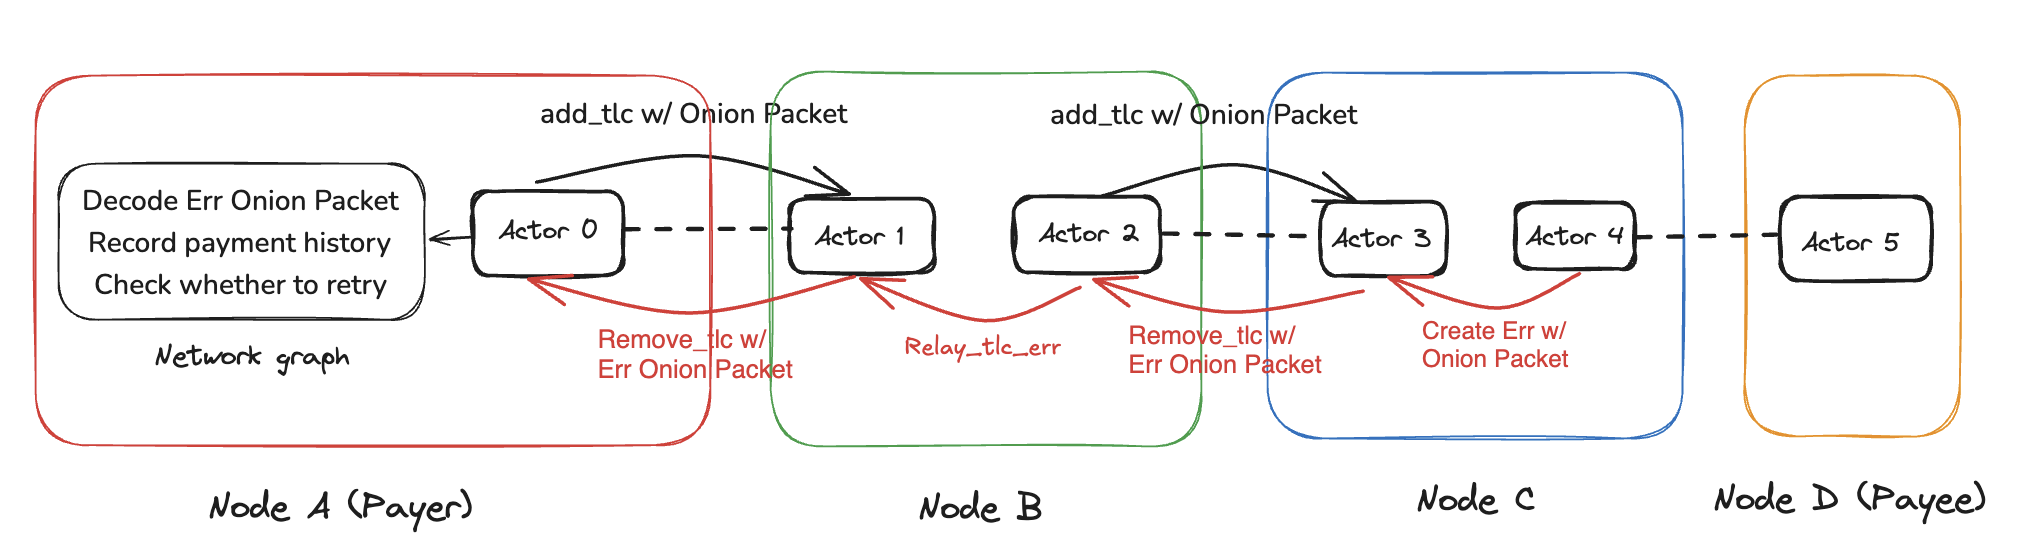 add_tlc w/ Onion Packet
add_tlc w/ Onion Packet
Decode Err Onion Packet
Record payment history
Check whether to retry
Network graph
Actor 0
Actor 1
Actor 2
Actor 3
Actor 4
Actor 5
Remove_tlc w/
Err Onion Packet
Relay_tlc_err
Remove_tlc w/
Err Onion Packet
Create Err w/
Onion Packet
Node A (Payer)
Node B
Node C
Node D (Payee)